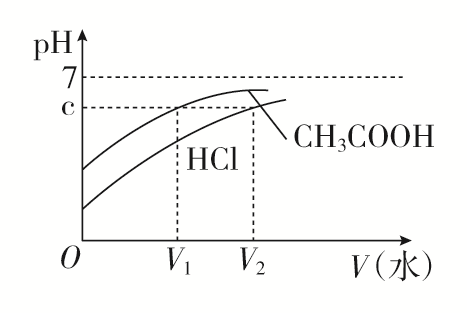 pH
7
c
CH₃COOH
HCl
O
V₁
V₂
V(水)